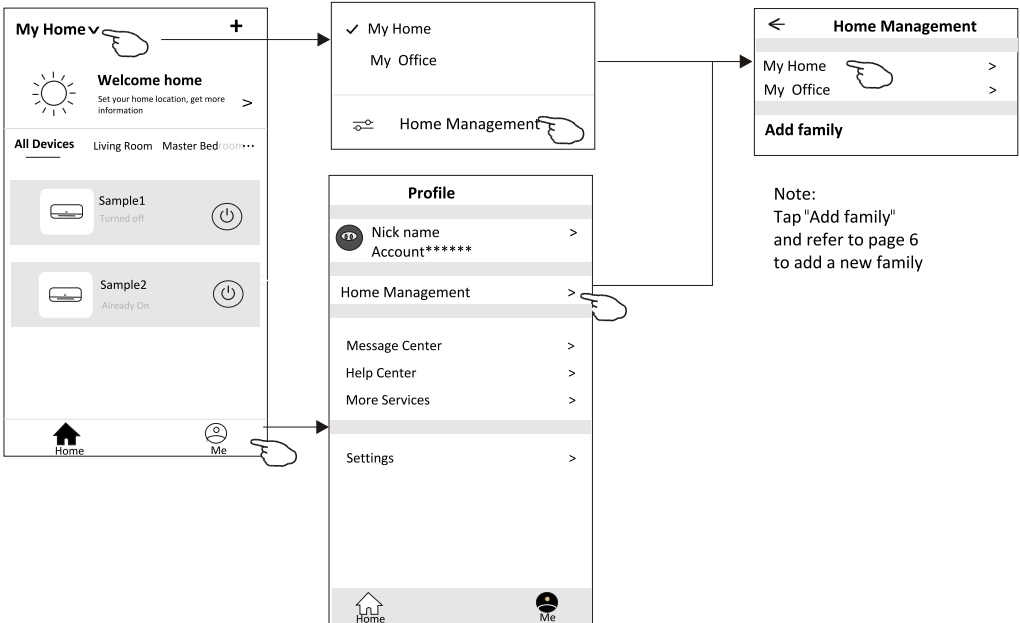 My Home
+
Welcome home
Set your home location, get more
information
>
All Devices
Living Room
Master Bedroom...
Sample1
Turned off
Sample2
Already On
Home
Me
✓ My Home
My Office
Home Management
Profile
Nick name
>
Account******
Home Management
>
Message Center
>
Help Center
>
More Services
>
Settings
>
Home
Me
Home Management
My Home
>
My Office
>
Add family
Note:
Tap "Add family"
and refer to page 6
to add a new family